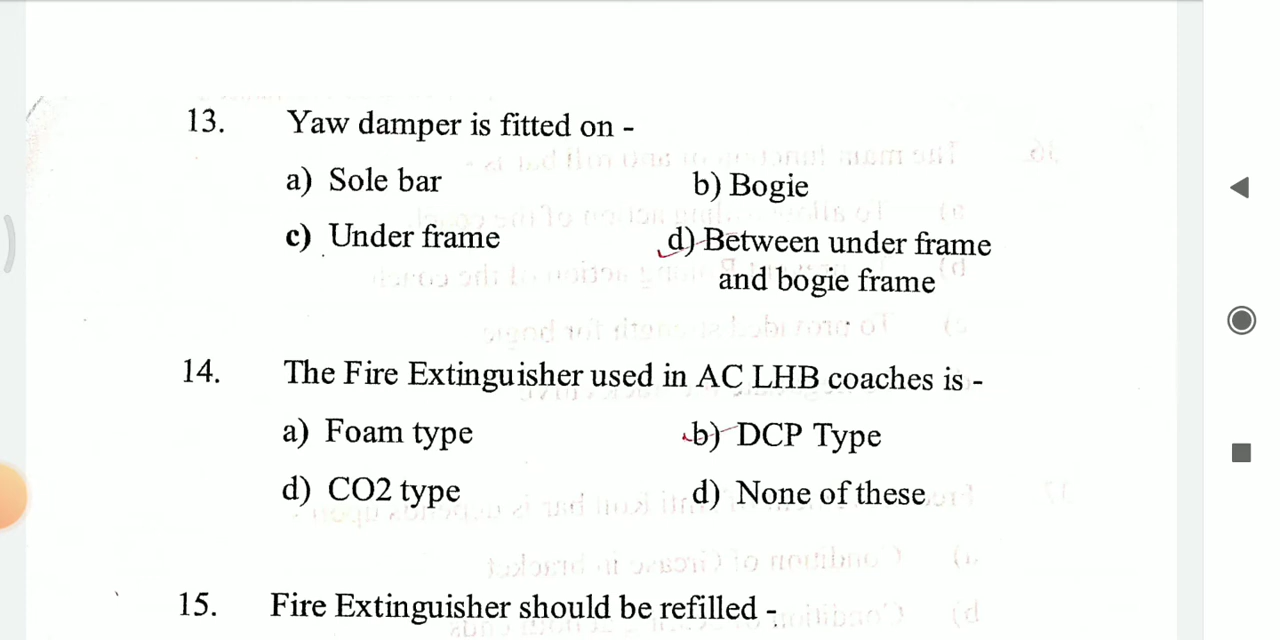 13. Yaw damper is fitted on -
a) Sole bar b) Bogie
c) Under frame d) Between under frame
and bogie frame
14. The Fire Extinguisher used in AC LHB coaches is -
a) Foam type b) DCP Type
d) CO2 type d) None of these
15. Fire Extinguisher should be refilled -